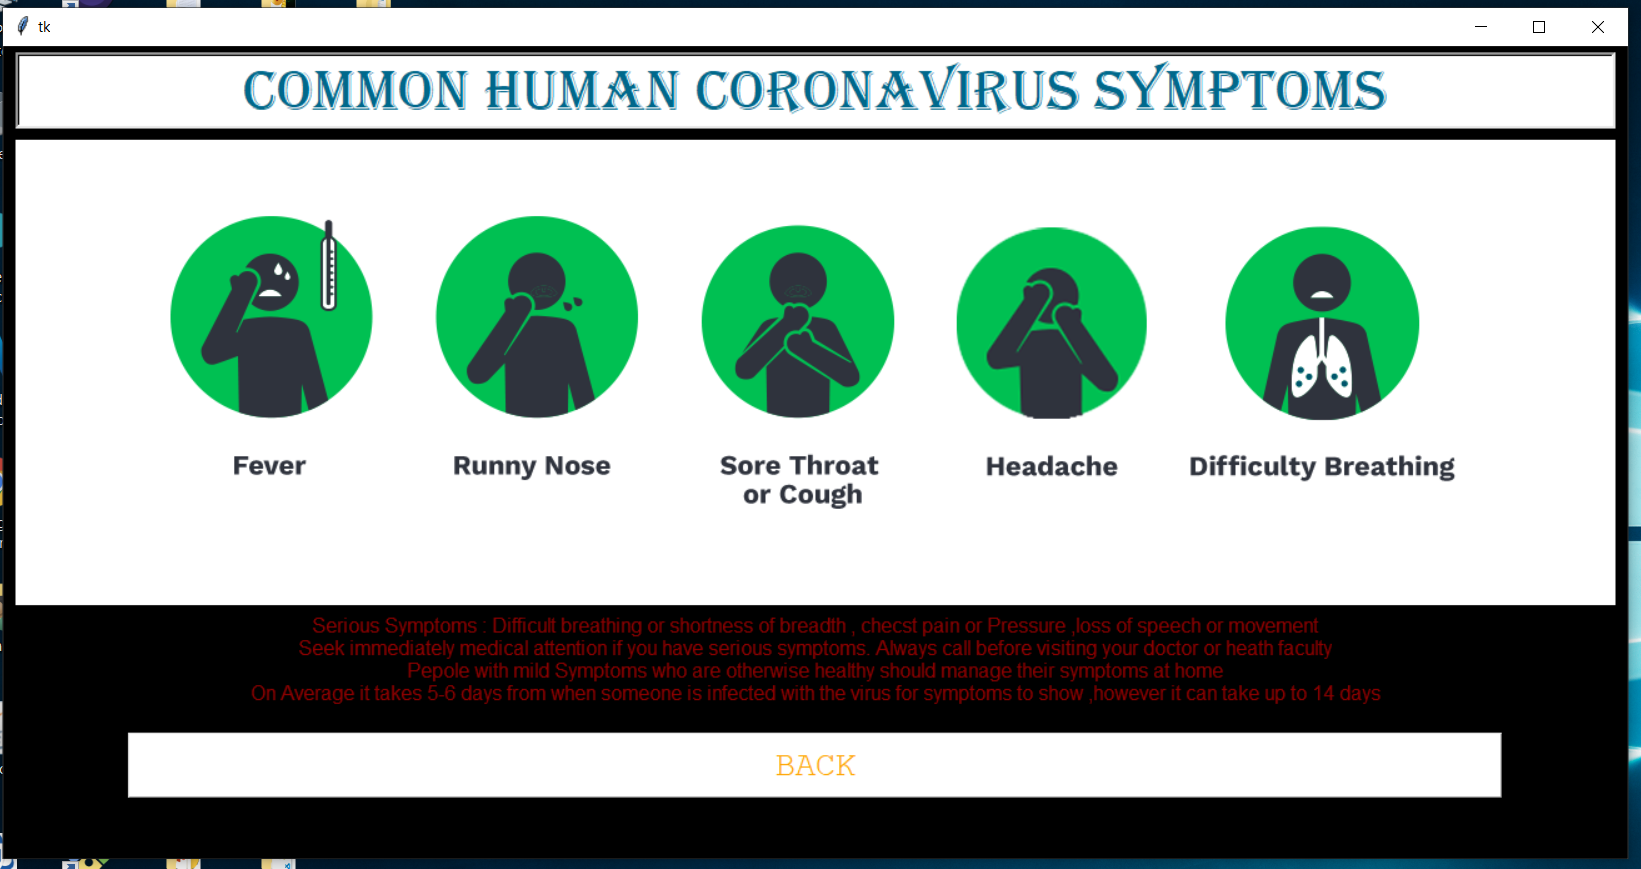 tk
COMMON HUMAN CORONAVIRUS SYMPTOMS
Fever
Runny Nose
Sore Throat
or Cough
Headache
Difficulty Breathing
Serious Symptoms : Difficult breathing or shortness of breadth , checst pain or Pressure ,loss of speech or movement
Seek immediately medical attention if you have serious symptoms. Always call before visiting your doctor or heath faculty
Pepole with mild Symptoms who are otherwise healthy should manage their symptoms at home
On Average it takes 5-6 days from when someone is infected with the virus for symptoms to show ,however it can take up to 14 days
BACK